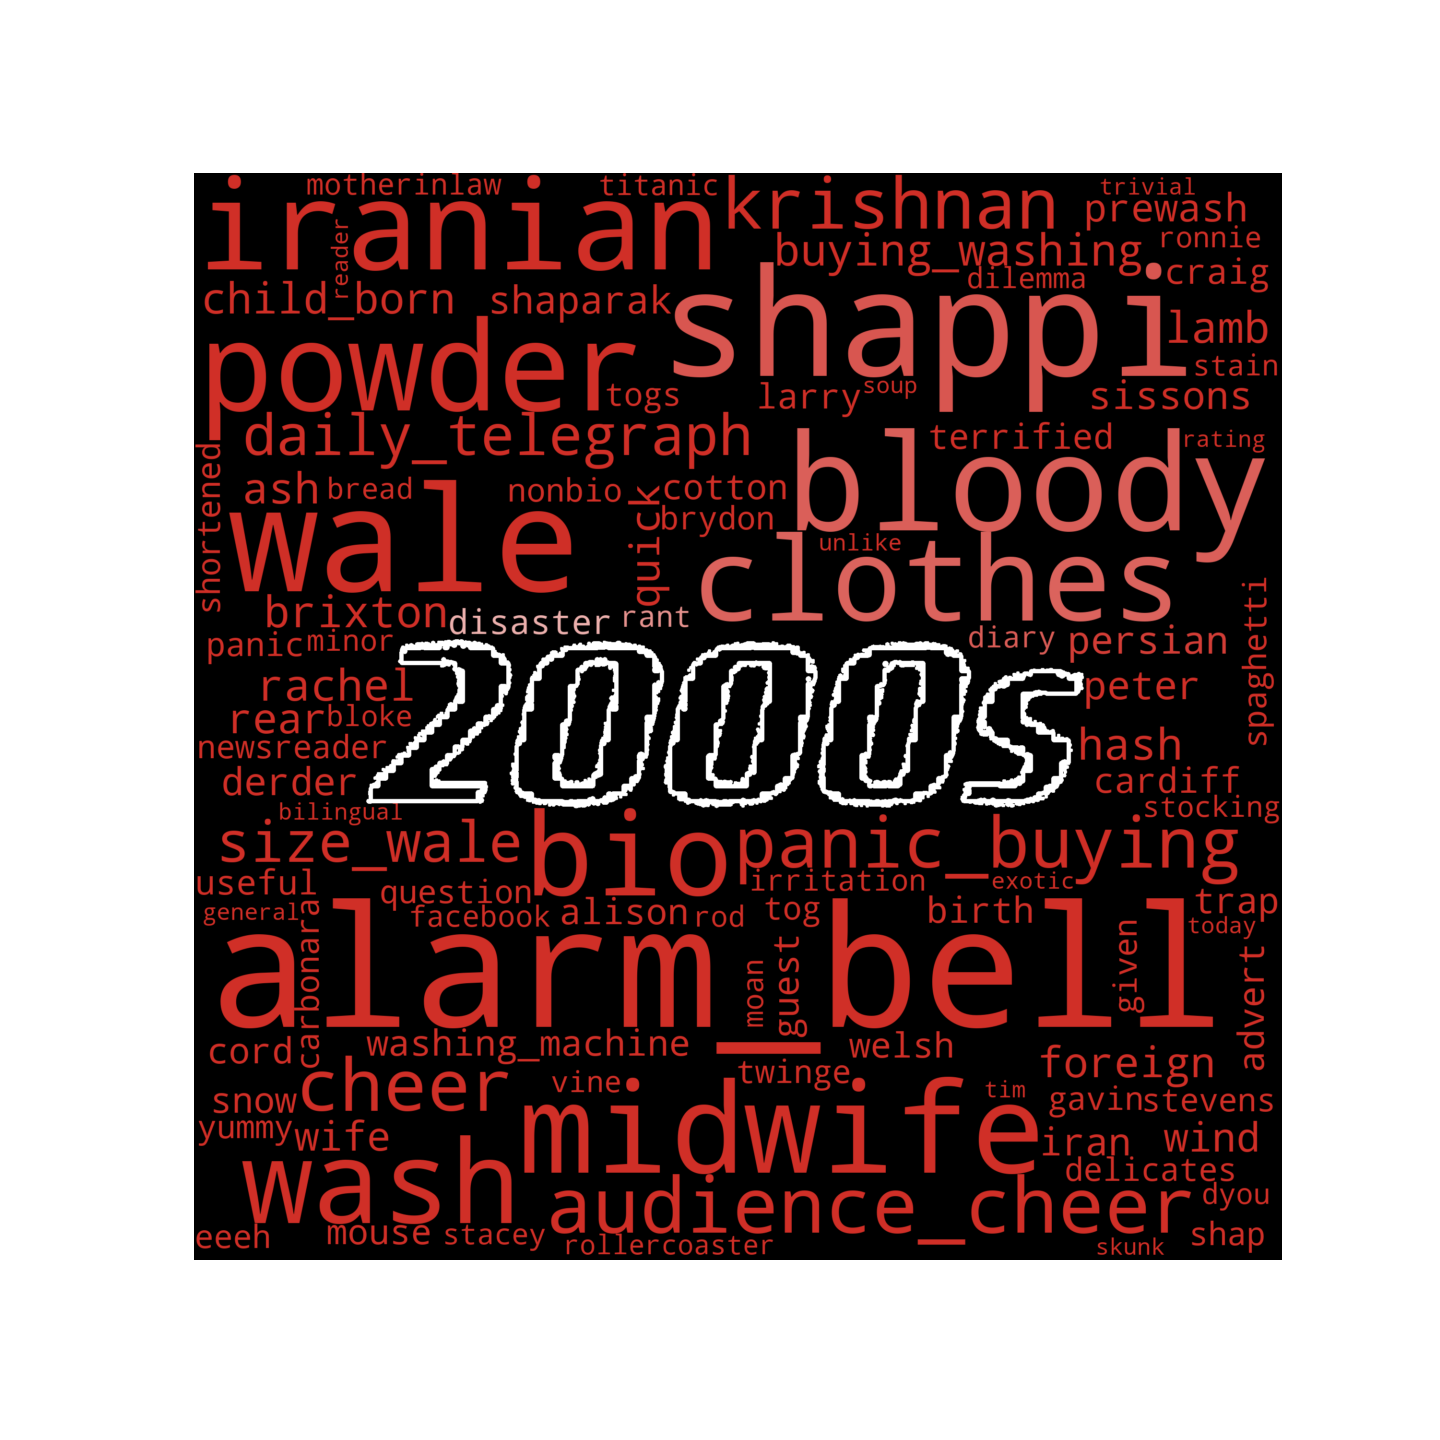 motherinlaw titanic krishnan trivial
iranian reader prewash
buying_washing ronnie
dilemma craig
child_born shaparak shappi lamb
powder togs larry soup stain
sissons
daily_telegraph bloody terrified rating
shortened ash bread nonbio cotton
wale quick brydon
unlike clothes
brixton disaster rant spaghetti
panic minor diary persian
2000s
rachel peter
rear bloke
newsreader hash
derder cardiff
bilingual stocking
size_wale bio panic_buying
useful question irritation exotic
general facebook alison rod tog birth trap
today
alarm_bell carbonara moan guest given advert
cord washing_machine welsh
cheer vine twinge foreign
snow midwife tim gavin stevens
yummy wife iran wind
wash delicates
audience_cheer dyou
eeeh mouse stacey shap
rollercoaster skunk